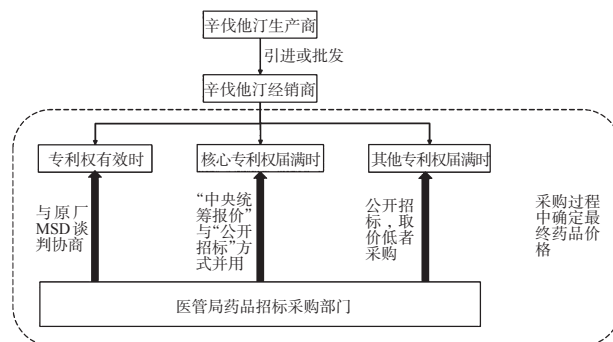 辛伐他汀生产商
引进或批发
辛伐他汀经销商
专利权有效时
核心专利权届满时
其他专利权届满时
与原厂
MSD谈
判协商
“中央统
筹报价”
与“公开
招标”方
式并用
公开招
标，取
价低者
采购
采购过程
中确定最
终药品价
格
医管局药品招标采购部门